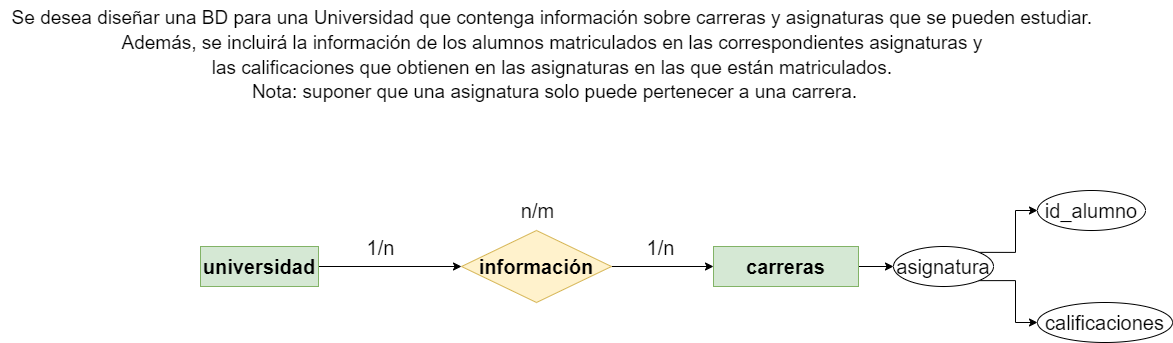 Se desea diseñar una BD para una Universidad que contenga información sobre carreras y asignaturas que se pueden estudiar.
Además, se incluirá la información de los alumnos matriculados en las correspondientes asignaturas y
las calificaciones que obtienen en las asignaturas en las que están matriculados.
Nota: suponer que una asignatura solo puede pertenecer a una carrera.
n/m
id_alumno
1/n
1/n
universidad
información
carreras
asignatura
calificaciones